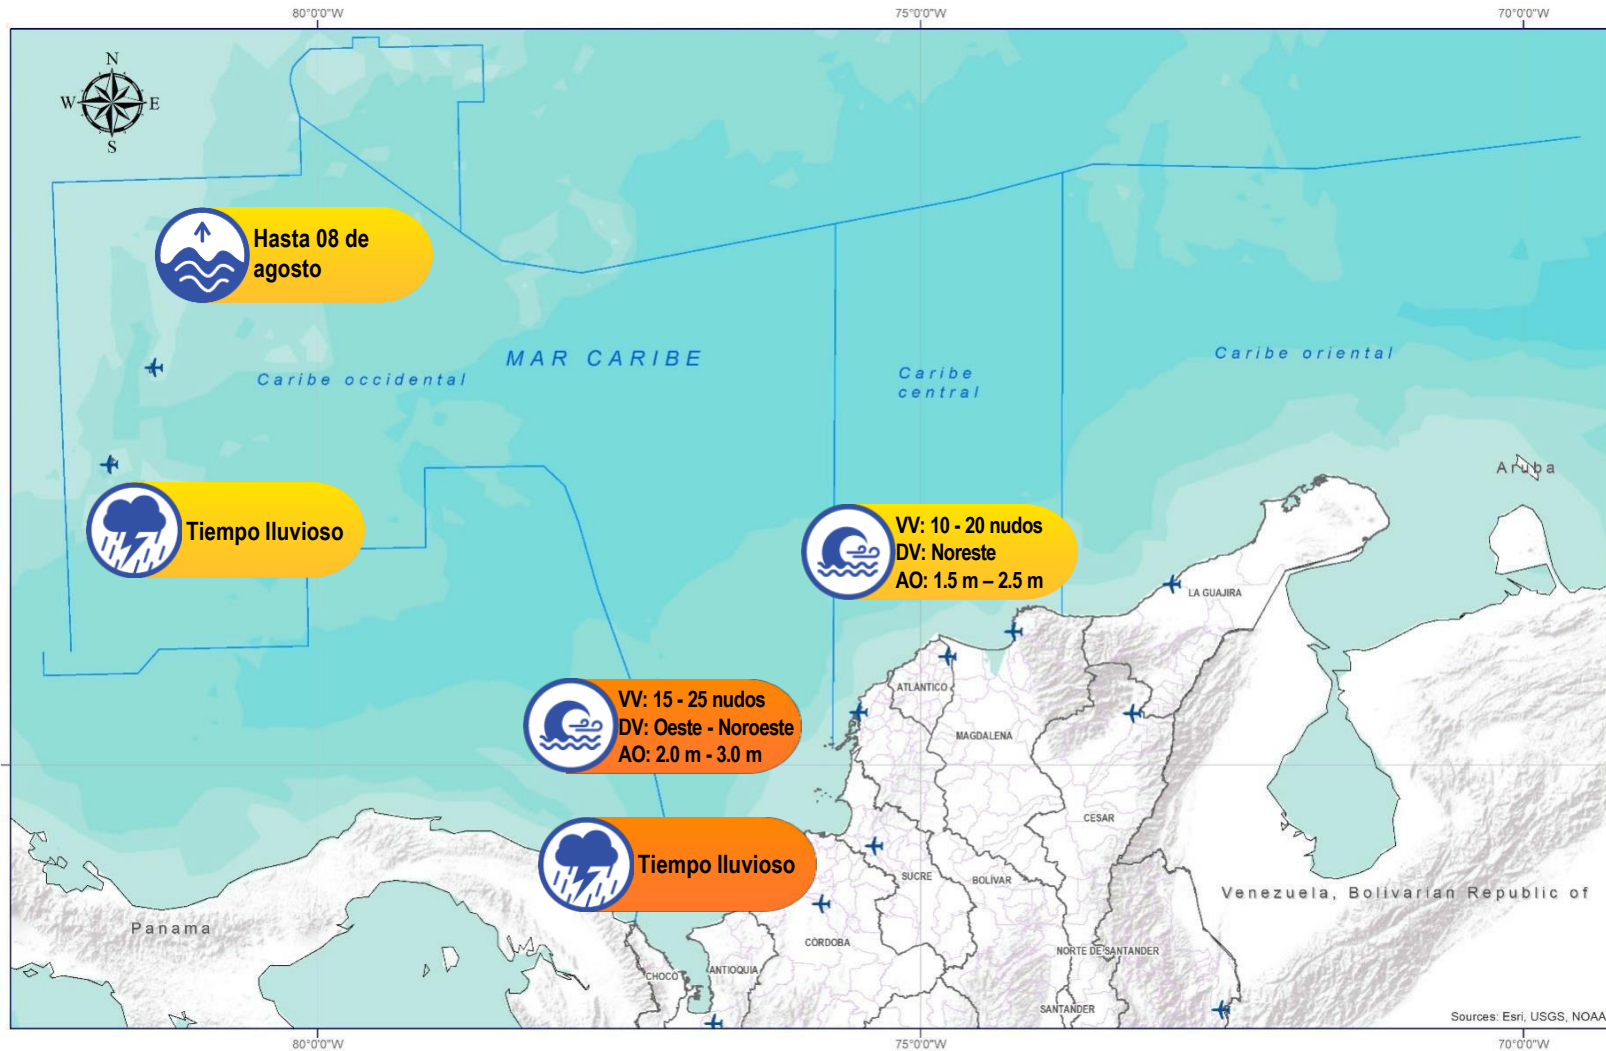 80°0'0"W
75°0'0"W
70°0'0"W
N
W
E
S
Hasta 08 de
agosto
MAR CARIBE
Caribe occidental
Caribe
central
Caribe oriental
Aruba
Tiempo lluvioso
VV: 10 - 20 nudos
DV: Noreste
AO: 1.5 m – 2.5 m
LA GUAJIRA
ATLÁNTICO
MAGDALENA
VV: 15 - 25 nudos
DV: Oeste - Noroeste
AO: 2.0 m - 3.0 m
CESAR
Tiempo lluvioso
SUCRE
BOLÍVAR
Venezuela, Bolivarian Republic of
Panama
CÓRDOBA
NORTE DE SANTANDER
CHOCÓ
ANTIOQUIA
SANTANDER
Sources: Esri, USGS, NOAA
80°0'0"W
75°0'0"W
70°0'0"W